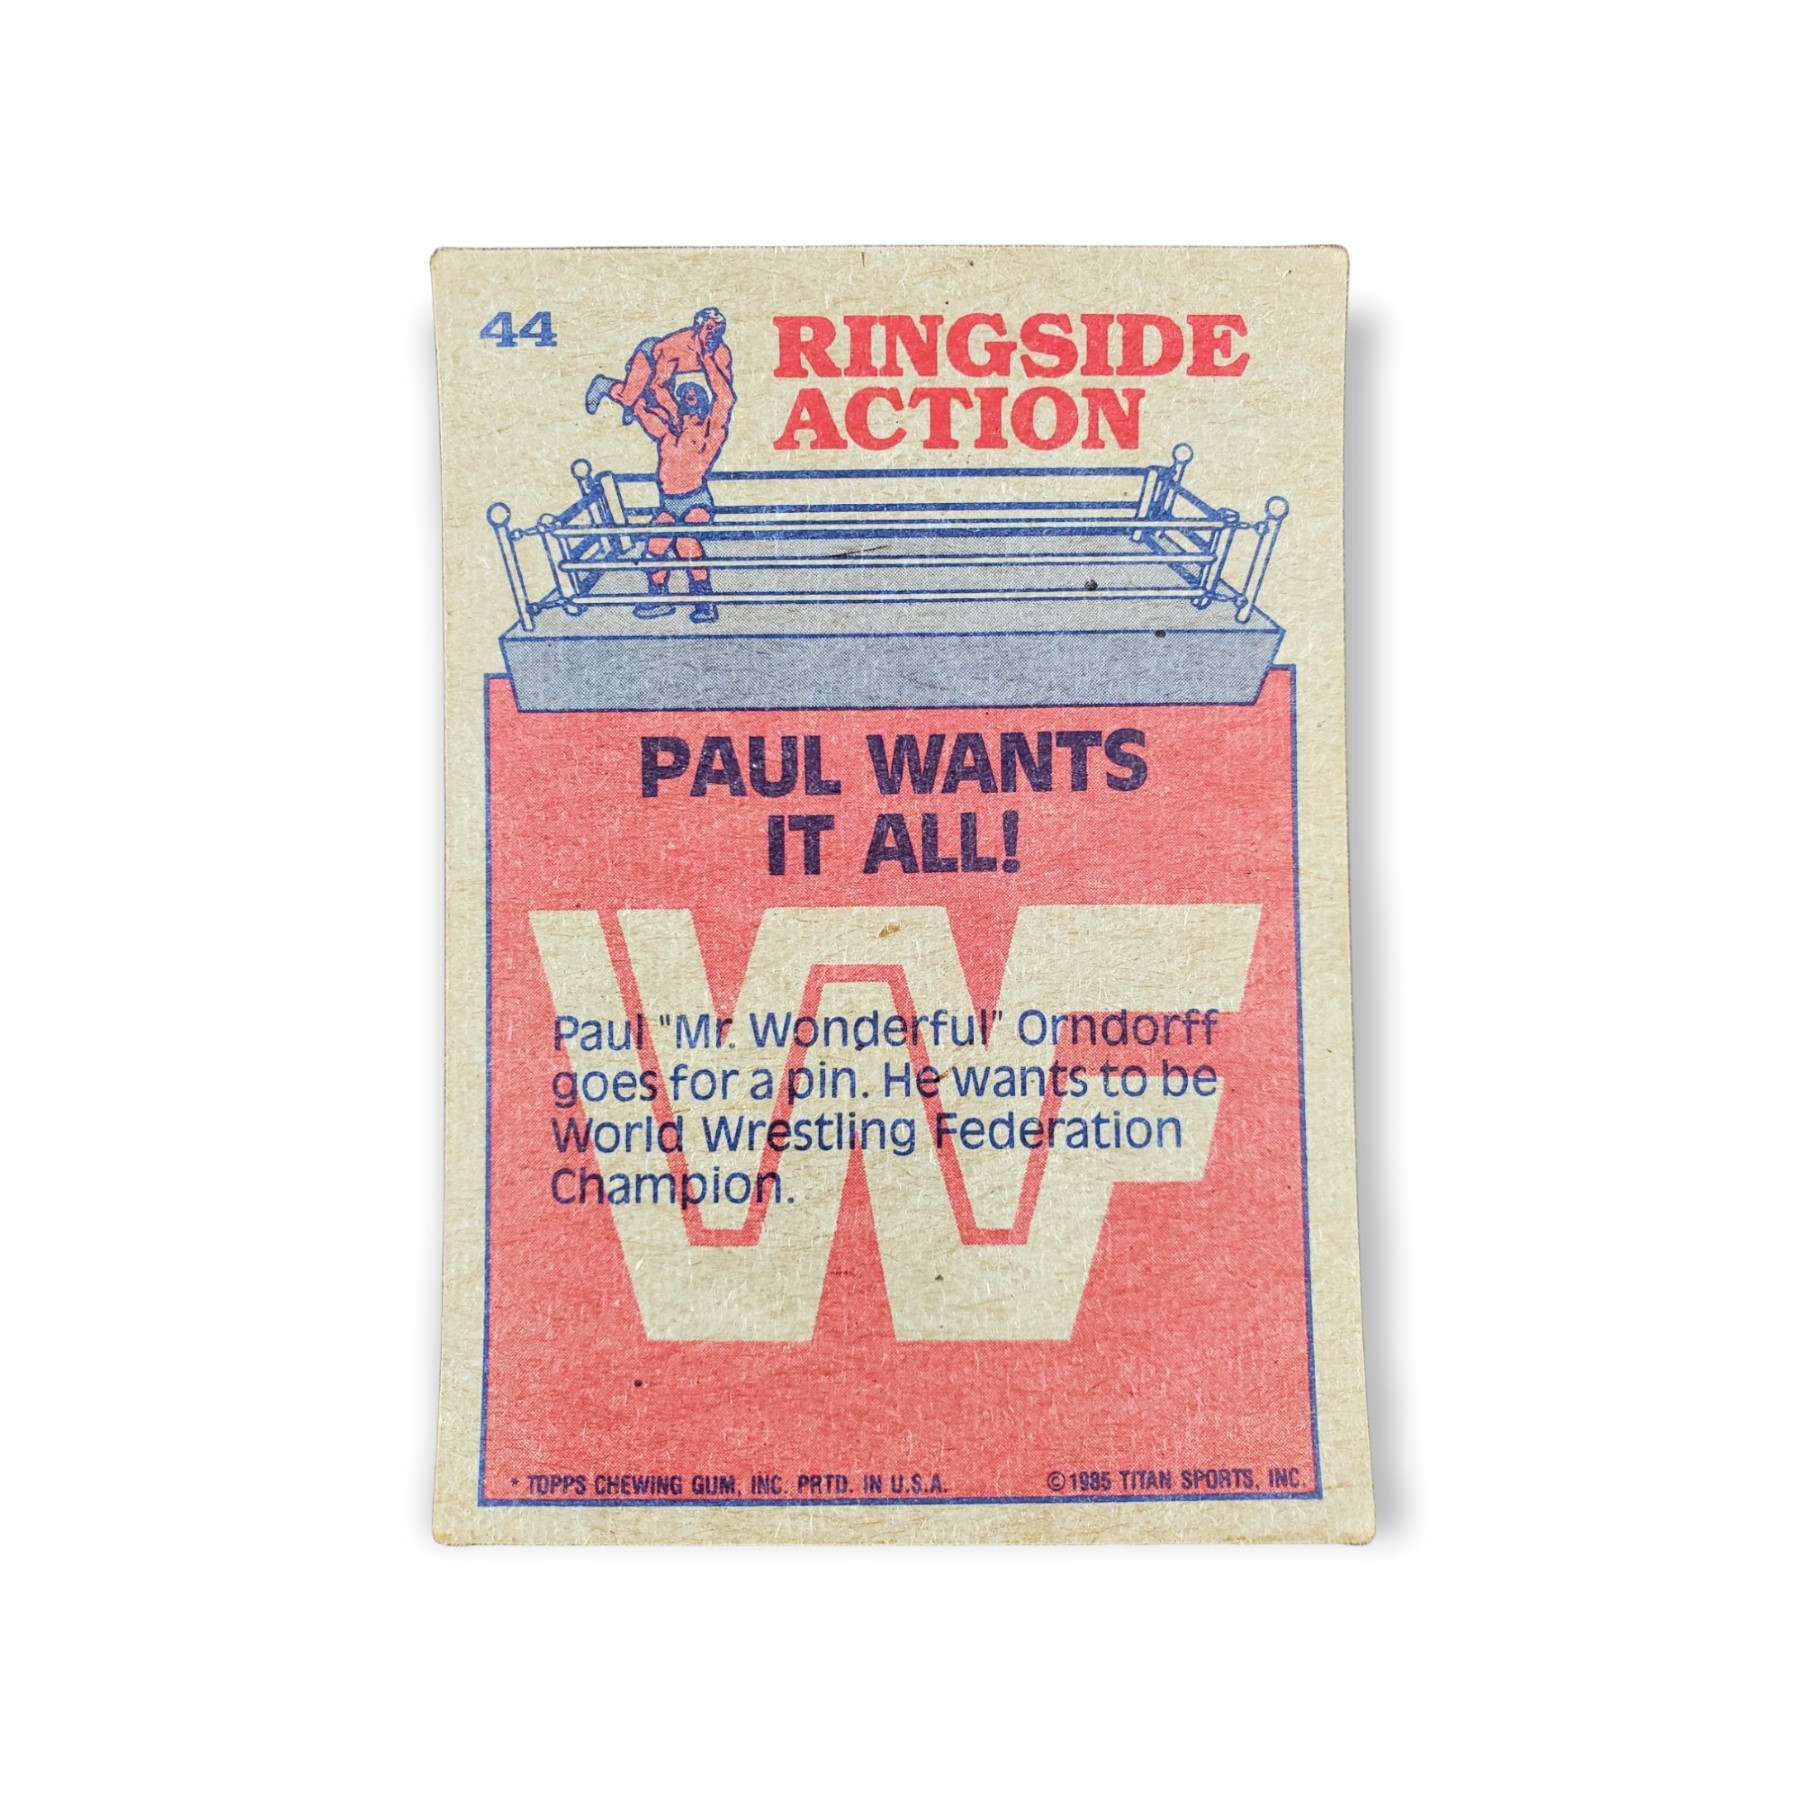 44
RINGSIDE
ACTION
PAUL WANTS
IT ALL!
WF
Paul "Mr. Wonderful" Orndorff
goes for a pin. He wants to be
World Wrestling Federation
Champion.
* TOPPS CHEWING GUM, INC. PRTD. IN U.S.A.
©1985 TITAN SPORTS, INC.